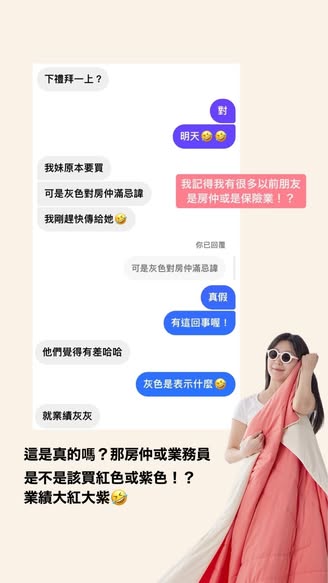 下禮拜一上？
對
明天🤣🤣
我妹原本要買
可是灰色對房仲滿忌諱
我剛趕快傳給她🤣
我記得我有很多以前朋友
是房仲或是保險業！？
你已回覆
可是灰色對房仲滿忌諱
真假
有這回事喔！
他們覺得有差哈哈
灰色是表示什麼🤣
就業績灰灰
這是真的嗎？那房仲或業務員
是不是該買紅色或紫色！？
業績大紅大紫🤣